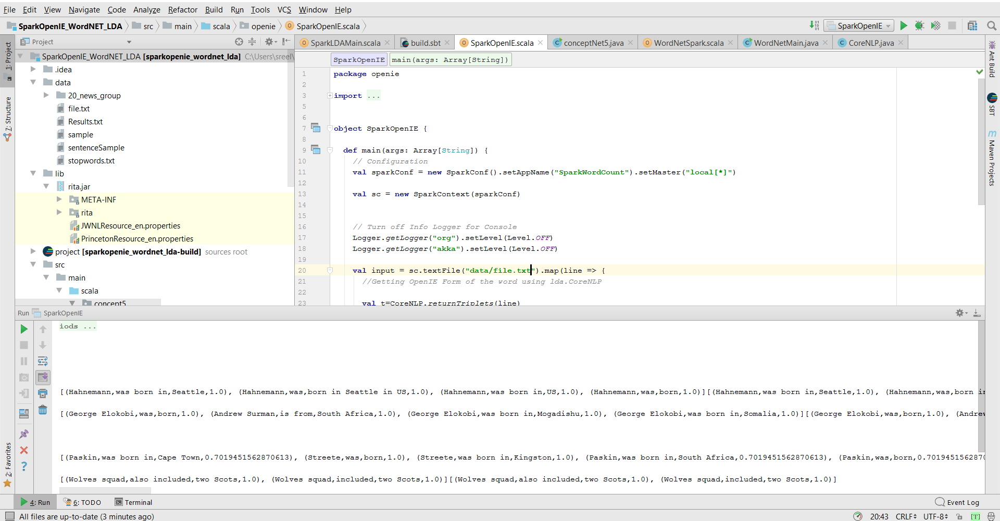 File Edit View Navigate Code Analyze Refactor Build Run Tools VCS Window Help
SparkOpenIE_WordNET_LDA src main scala openie SparkOpenIE.scala SparkOpenIE
Project
SparkLDAMain.scala build.sbt SparkOpenIE.scala conceptNet5.java WordNetSpark.scala WordNetMain.java CoreNLP.java
1: Project
7: Structure
2: Favorites
Ant Build
SBT
Maven Projects
SparkOpenIE_WordNET_LDA [sparkopenie_wordnet_lda] C:\Users\sreel\
.idea
data
20_news_group
file.txt
Results.txt
sample
sentenceSample
stopwords.txt
lib
rita.jar
META-INF
rita
JWNLResource_en.properties
PrincetonResource_en.properties
project [sparkopenie_wordnet_lda-build] sources root
src
main
scala
concept5
SparkOpenIE main(args: Array[String])
1 package openie
2
3 import ...
5
6
7 object SparkOpenIE {
8
9 def main(args: Array[String]) {
10 // Configuration
11 val sparkConf = new SparkConf().setAppName("SparkWordCount").setMaster("local[*]")
12
13 val sc = new SparkContext(sparkConf)
14
15
16 // Turn off Info Logger for Console
17 Logger.getLogger("org").setLevel(Level.OFF)
18 Logger.getLogger("akka").setLevel(Level.OFF)
19
20 val input = sc.textFile("data/file.txt").map(line => {
21 //Getting OpenIE Form of the word using lda.CoreNLP
22
23 val t=CoreNLP.returnTriplets(line)
Run SparkOpenIE
iods ...
[(Hahnemann,was born in,Seattle,1.0), (Hahnemann,was,born in Seattle in US,1.0), (Hahnemann,was born in,US,1.0), (Hahnemann,was,born,1.0)][(Hahnemann,was born in,Seattle,1.0), (Hahnemann,was,born in
[(George Elokobi,was,born,1.0), (Andrew Surman,is from,South Africa,1.0), (George Elokobi,was born in,Mogadishu,1.0), (George Elokobi,was born in,Somalia,1.0)][(George Elokobi,was,born,1.0), (Andrew
[(Paskin,was born in,Cape Town,0.7019451562870613), (Streete,was,born,1.0), (Streete,was born in,Kingston,1.0), (Paskin,was born in,South Africa,0.7019451562870613), (Paskin,was,born,0.701945156287​0
[(Wolves squad,also included,two Scots,1.0), (Wolves squad,included,two Scots,1.0)][(Wolves squad,also included,two Scots,1.0), (Wolves squad,included,two Scots,1.0)]
4: Run 6: TODO Terminal Event Log
All files are up-to-date (3 minutes ago) 20:43 CRLF UTF-8 [T]